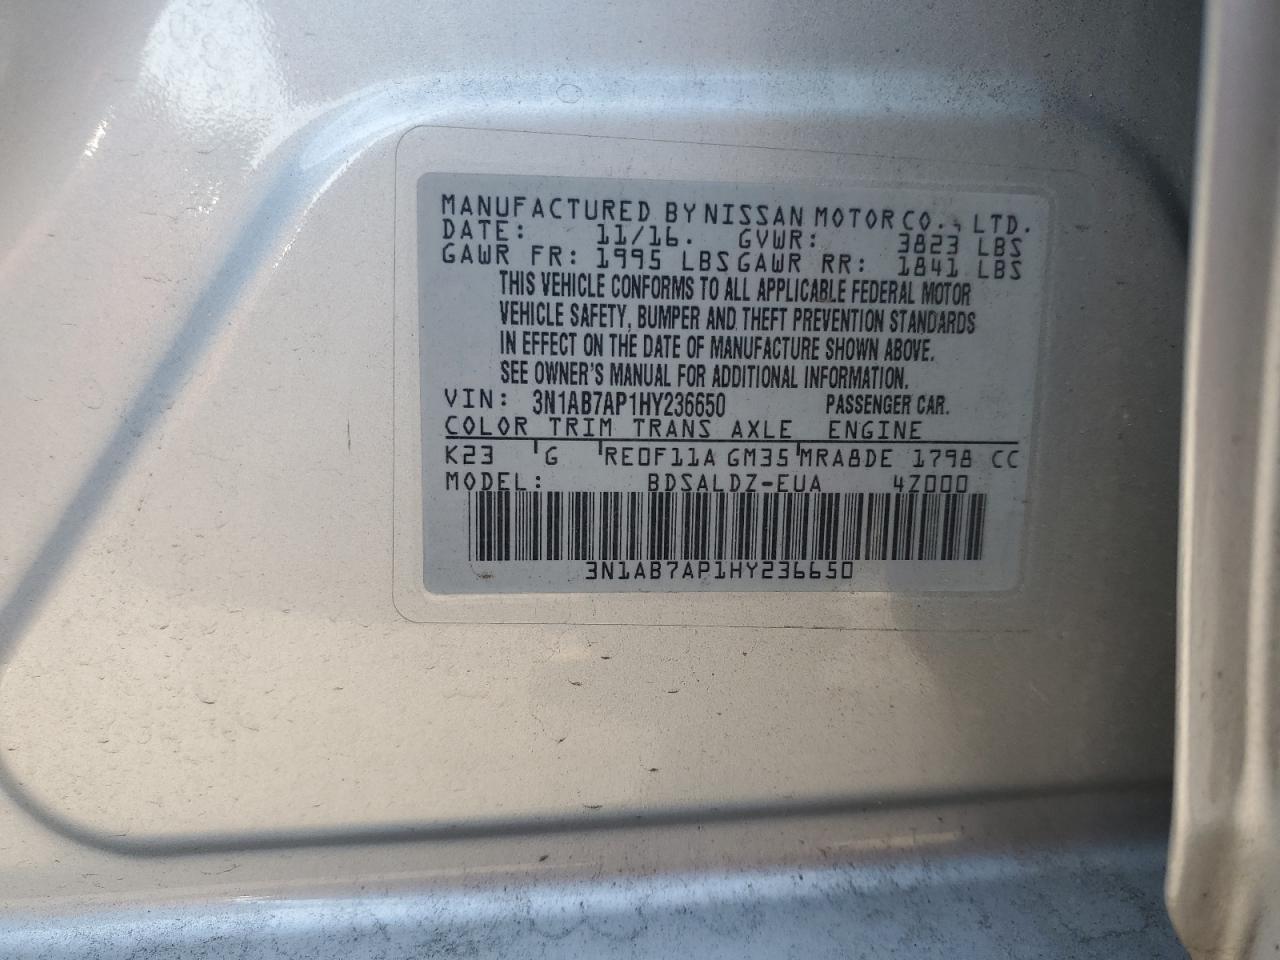 MANUFACTURED BY NISSAN MOTOR CO., LTD.
DATE: 11/16. GVWR: 3823 LBS
GAWR FR: 1995 LBS GAWR RR: 1841 LBS
THIS VEHICLE CONFORMS TO ALL APPLICABLE FEDERAL MOTOR
VEHICLE SAFETY, BUMPER AND THEFT PREVENTION STANDARDS
IN EFFECT ON THE DATE OF MANUFACTURE SHOWN ABOVE.
SEE OWNER'S MANUAL FOR ADDITIONAL INFORMATION.
VIN: 3N1AB7AP1HY236650 PASSENGER CAR.
COLOR TRIM TRANS AXLE ENGINE
K23 G RE0F11A GM35 MRA8DE 1798 CC
MODEL: BDSALDZ-EUA 4Z000
3N1AB7AP1HY236650